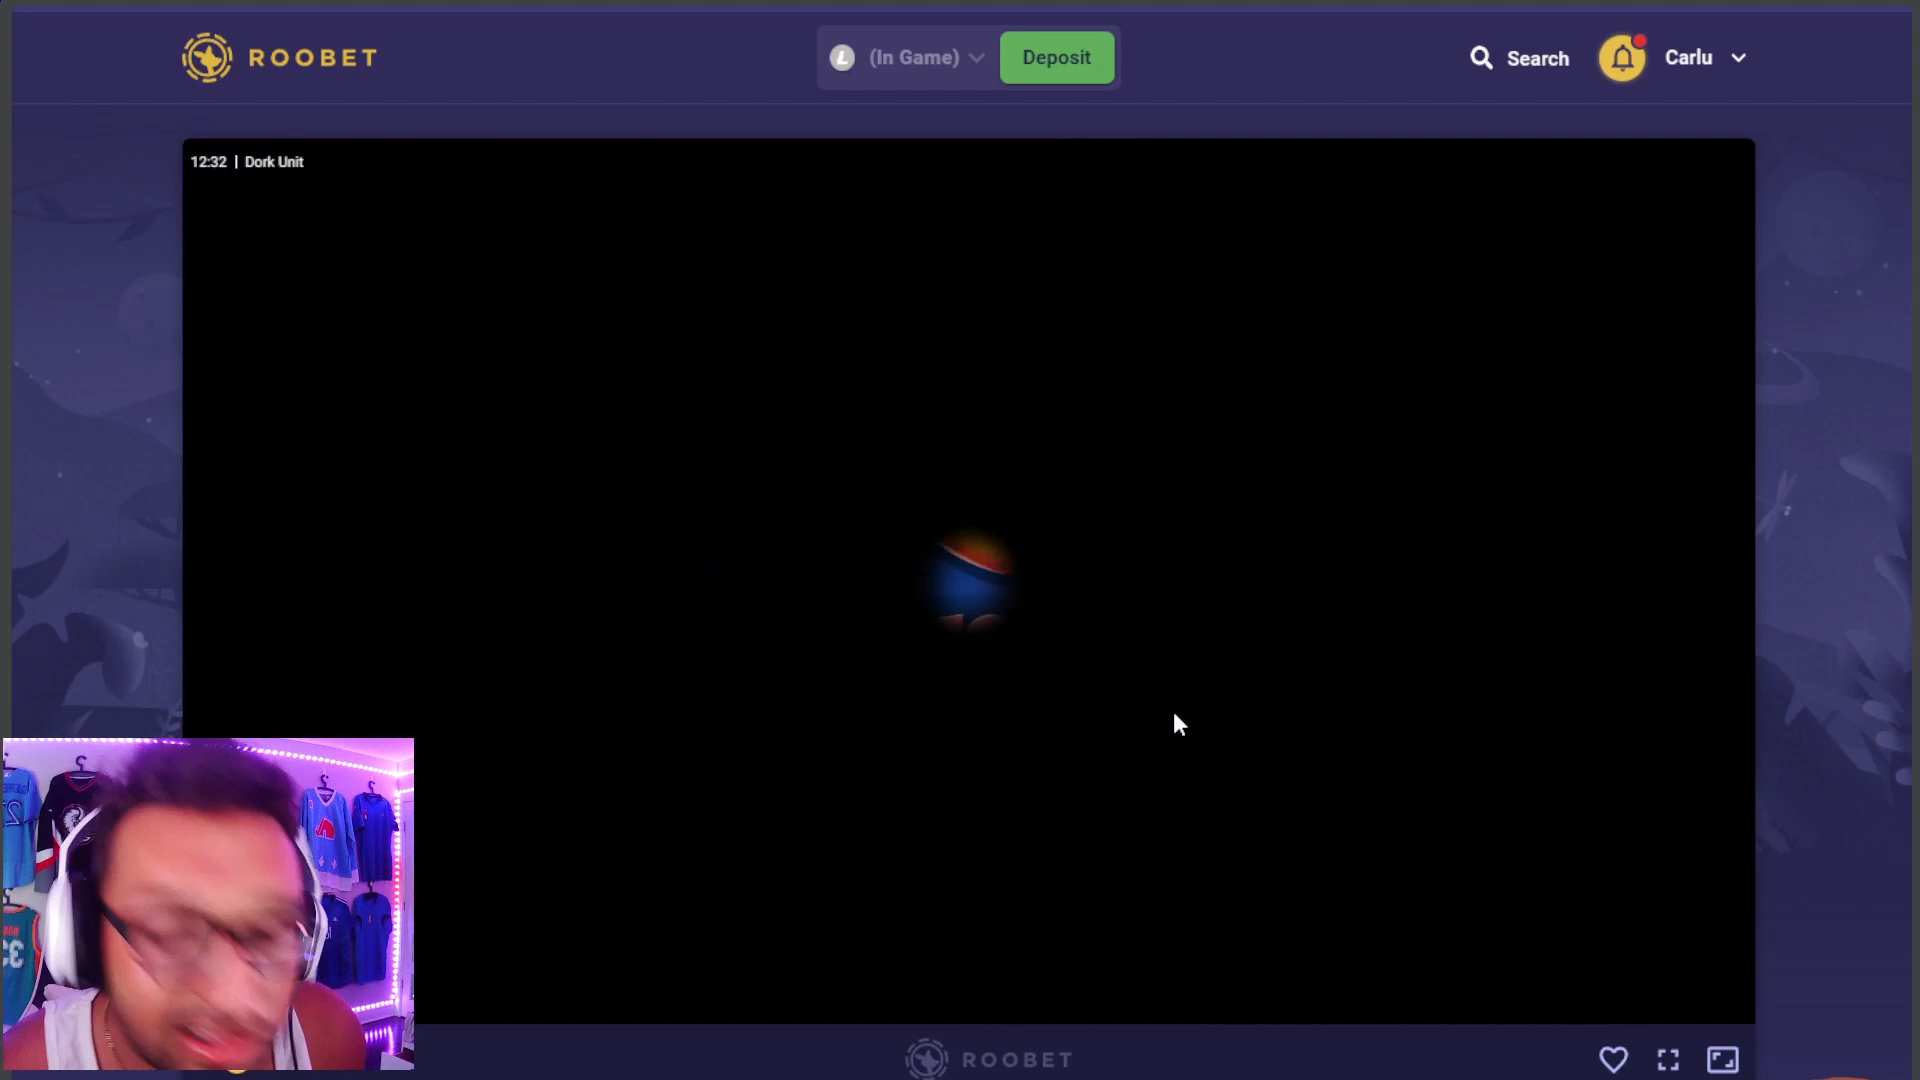 ROOBET
(In Game)
Deposit
Search
Carlu
12:32 | Dork Unit
ROOBET